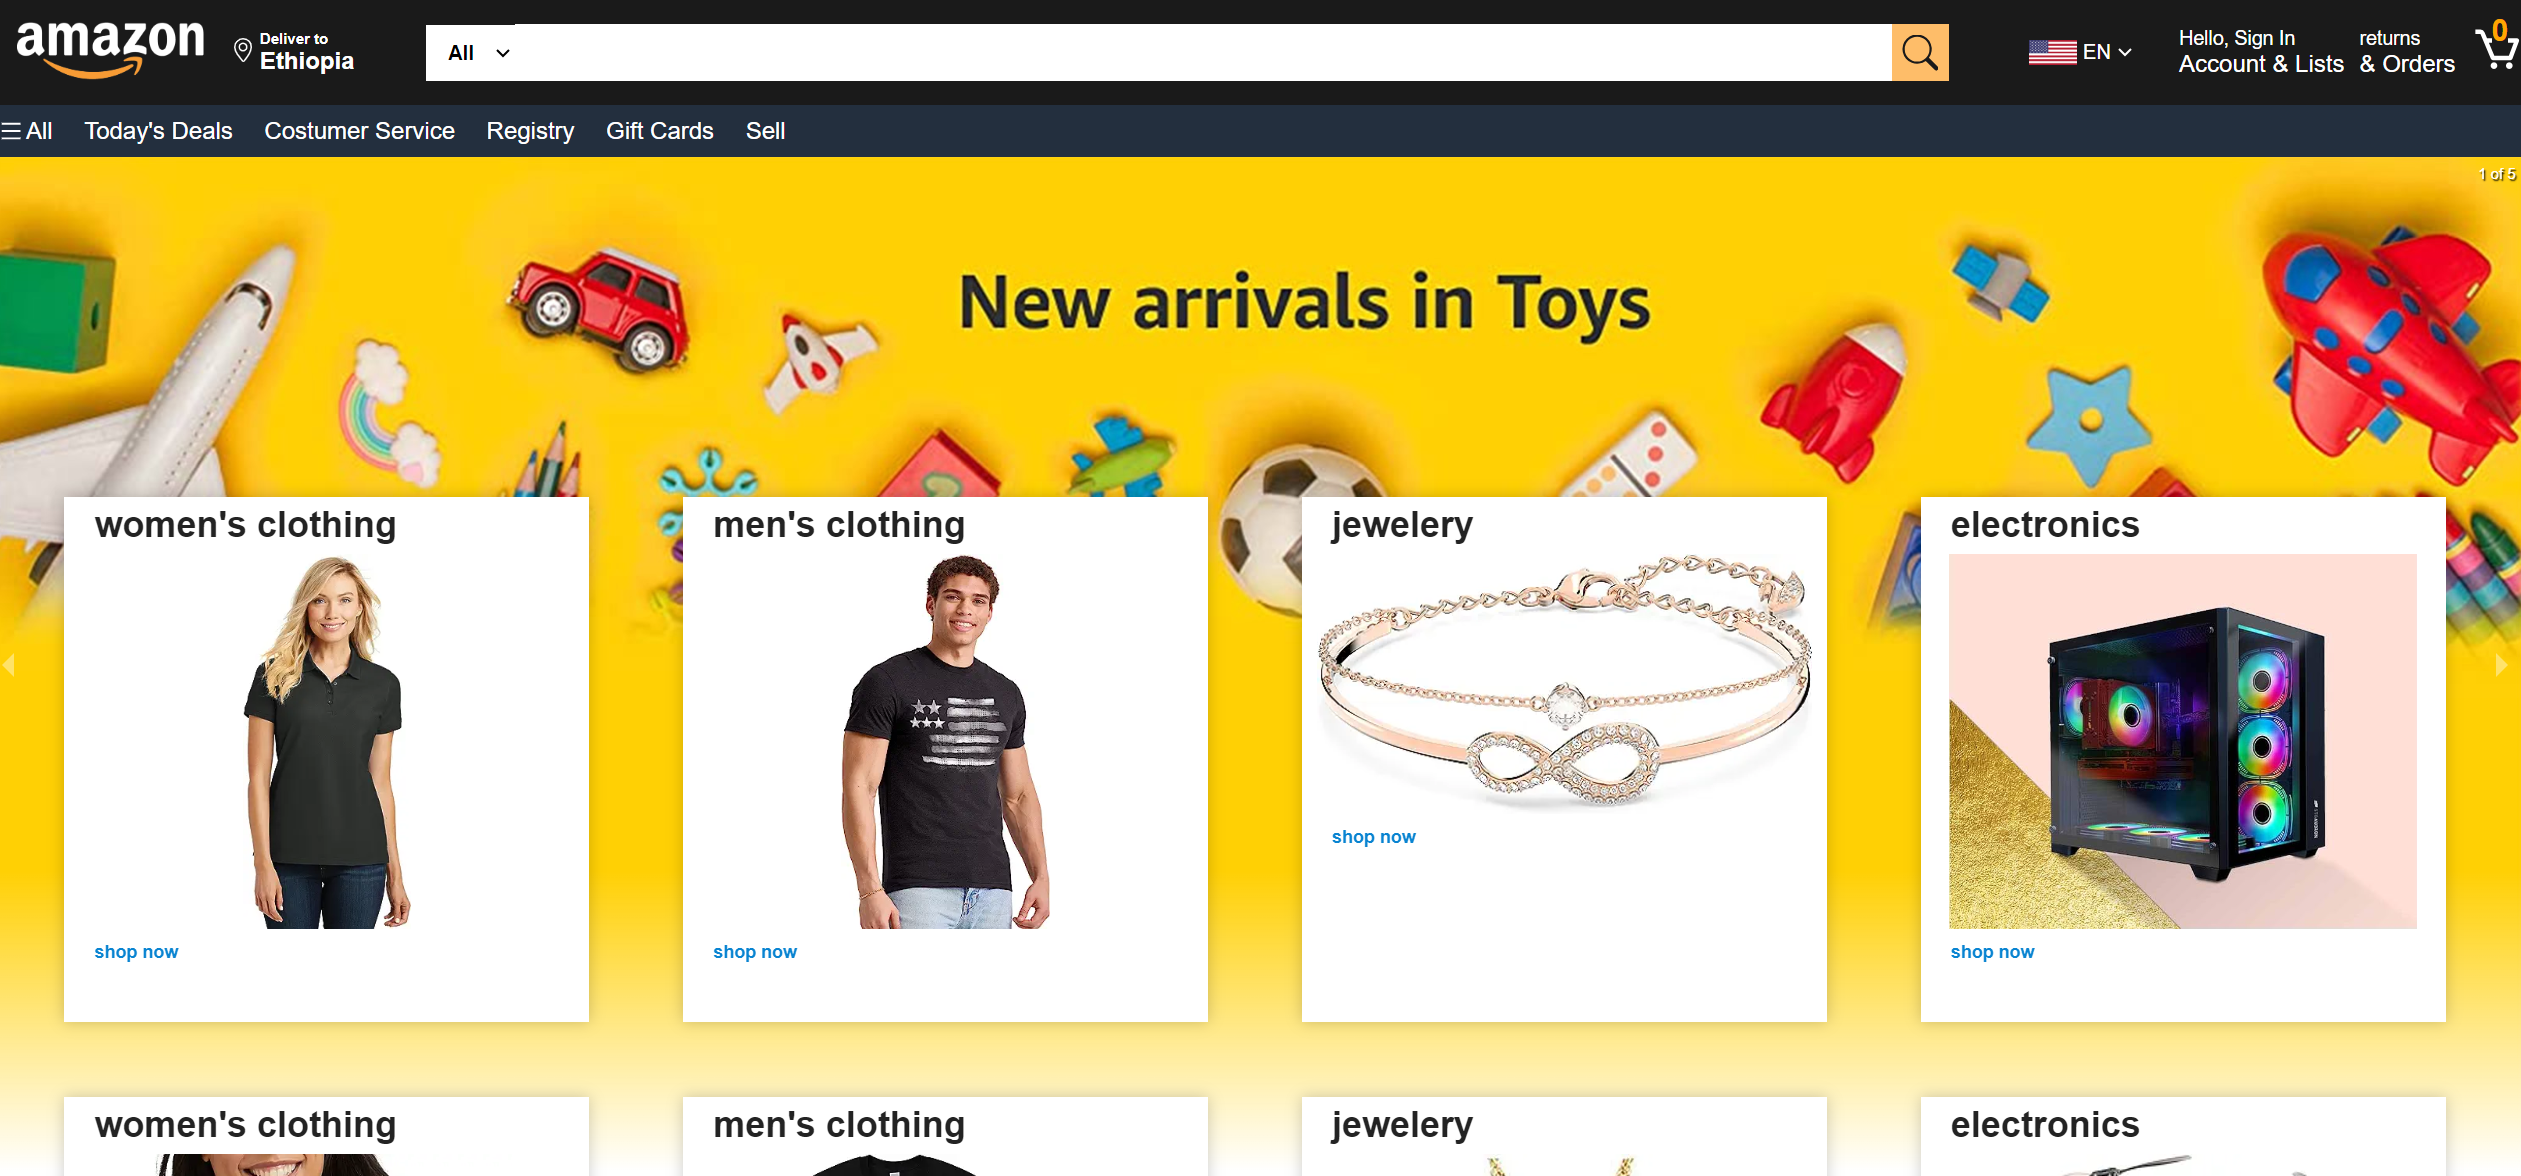 amazon
Deliver to
Ethiopia
All
EN
Hello, Sign In
Account & Lists
returns
& Orders
0
All
Today's Deals
Costumer Service
Registry
Gift Cards
Sell
1 of 5
New arrivals in Toys
women's clothing
men's clothing
jewelery
electronics
shop now
shop now
shop now
shop now
women's clothing
men's clothing
jewelery
electronics